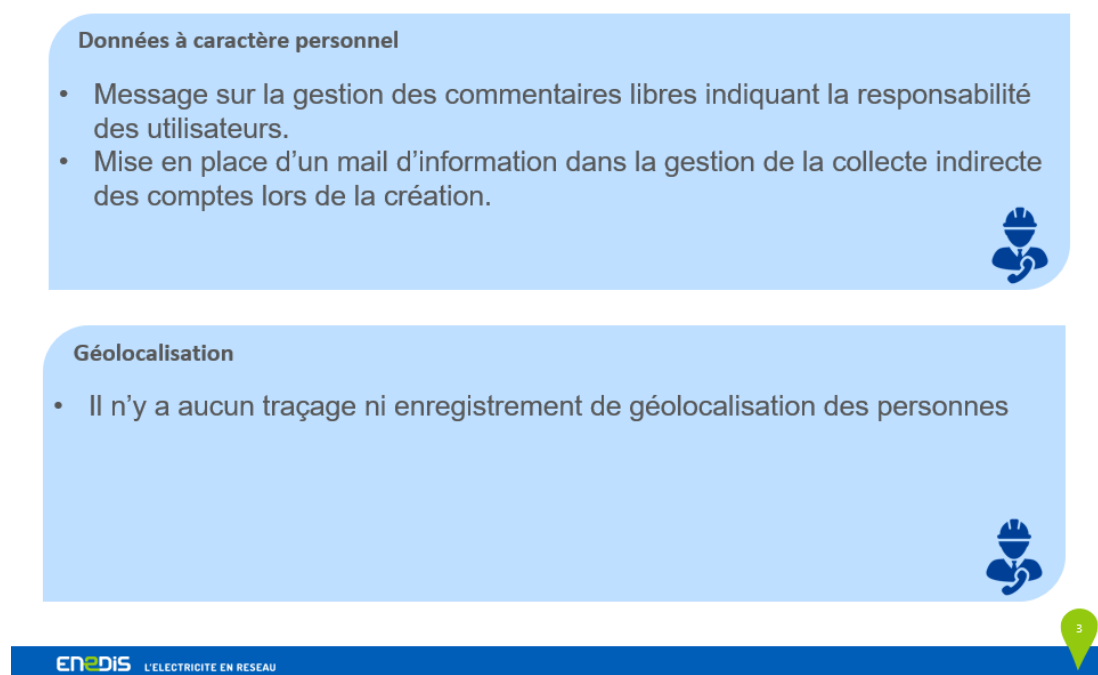 Données à caractère personnel
• Message sur la gestion des commentaires libres indiquant la responsabilité
des utilisateurs.
• Mise en place d’un mail d’information dans la gestion de la collecte indirecte
des comptes lors de la création.
Géolocalisation
• Il n’y a aucun traçage ni enregistrement de géolocalisation des personnes
3
ENEDIS L'ELECTRICITE EN RESEAU